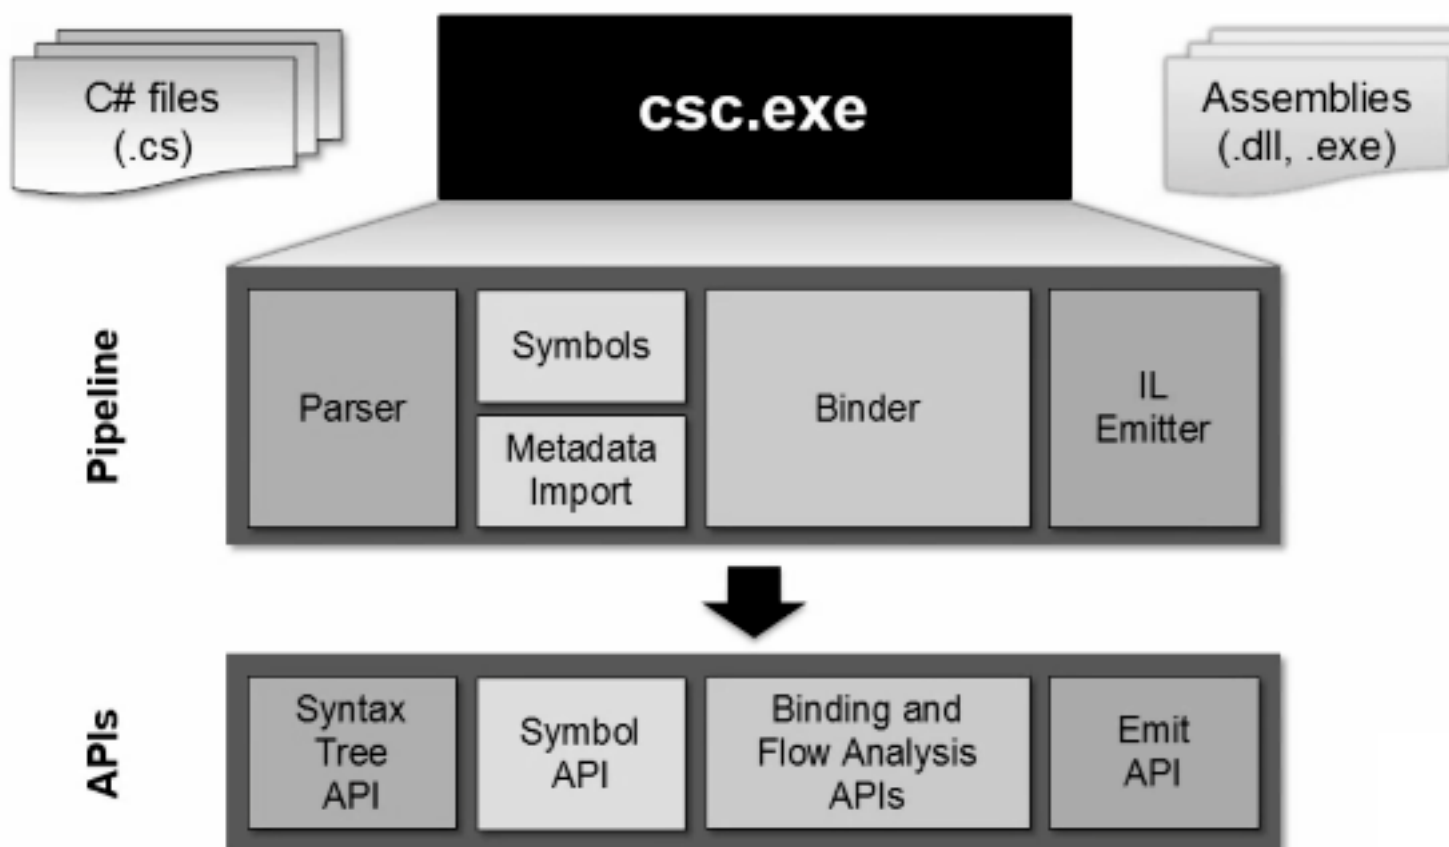 C# files
(.cs)
csc.exe
Assemblies
(.dll, .exe)
Pipeline
Parser
Symbols
Metadata
Import
Binder
IL
Emitter
APIs
Syntax
Tree
API
Symbol
API
Binding and
Flow Analysis
APIs
Emit
API